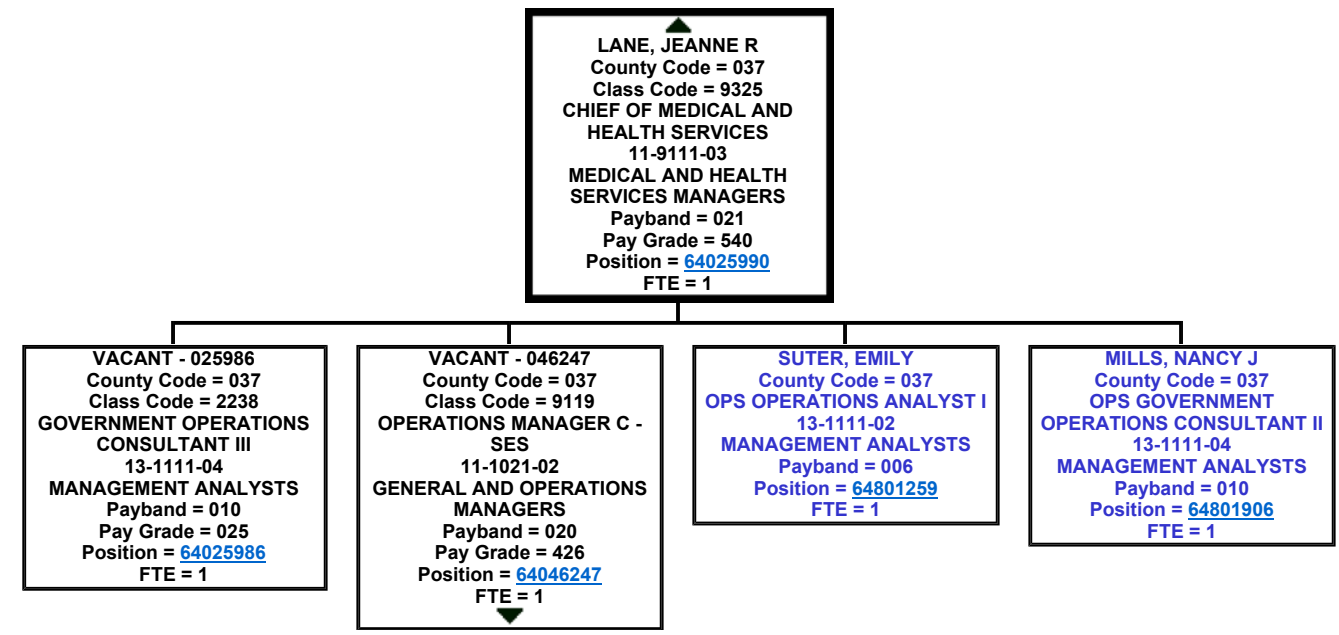 LANE, JEANNE R
County Code = 037
Class Code = 9325
CHIEF OF MEDICAL AND
HEALTH SERVICES
11-9111-03
MEDICAL AND HEALTH
SERVICES MANAGERS
Payband = 021
Pay Grade = 540
Position = 64025990
FTE = 1
VACANT - 025986
County Code = 037
Class Code = 2238
GOVERNMENT OPERATIONS
CONSULTANT III
13-1111-04
MANAGEMENT ANALYSTS
Payband = 010
Pay Grade = 025
Position = 64025986
FTE = 1
VACANT - 046247
County Code = 037
Class Code = 9119
OPERATIONS MANAGER C -
SES
11-1021-02
GENERAL AND OPERATIONS
MANAGERS
Payband = 020
Pay Grade = 426
Position = 64046247
FTE = 1
SUTER, EMILY
County Code = 037
OPS OPERATIONS ANALYST I
13-1111-02
MANAGEMENT ANALYSTS
Payband = 006
Position = 64801259
FTE = 1
MILLS, NANCY J
County Code = 037
OPS GOVERNMENT
OPERATIONS CONSULTANT II
13-1111-04
MANAGEMENT ANALYSTS
Payband = 010
Position = 64801906
FTE = 1